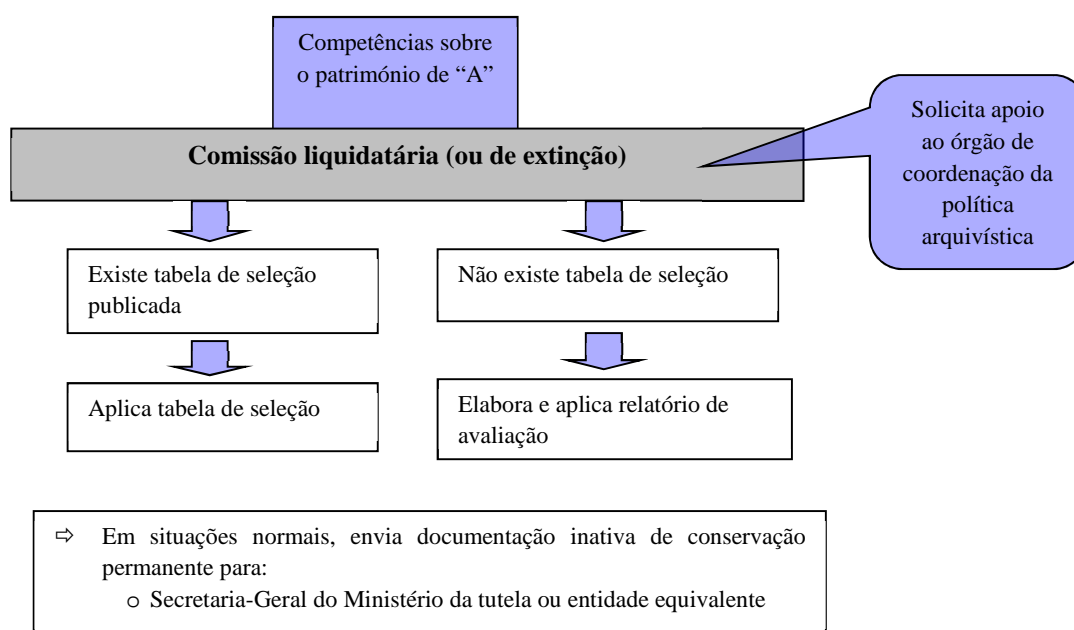 Competências sobre
o património de “A”
Comissão liquidatária (ou de extinção)
Solicita apoio
ao órgão de
coordenação da
política
arquivística
Existe tabela de seleção
publicada
Não existe tabela de seleção
Aplica tabela de seleção
Elabora e aplica relatório de
avaliação
⇨ Em situações normais, envia documentação inativa de conservação
permanente para:
o Secretaria-Geral do Ministério da tutela ou entidade equivalente